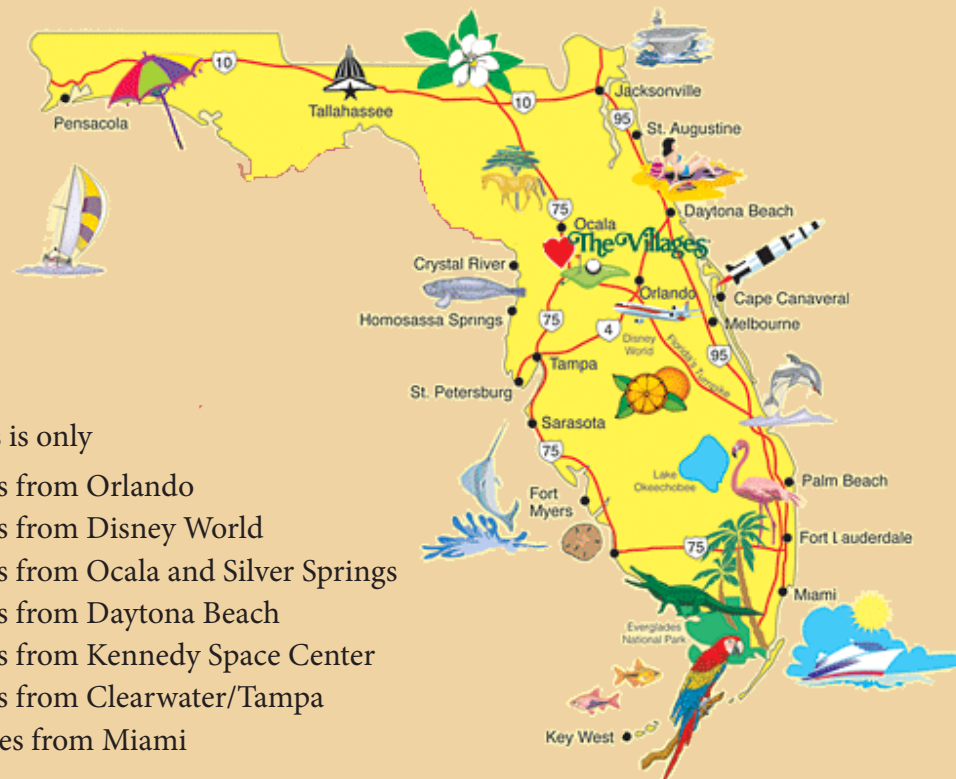 10
Jacksonville
Pensacola
Tallahassee
10
95
St. Augustine
75
Daytona Beach
Ocala
The Villages
Crystal River
Orlando
Cape Canaveral
Homosassa Springs
75
4
Melbourne
Disney
World
Florida's Turnpike
95
Tampa
St. Petersburg
Sarasota
75
Lake
Okeechobee
Palm Beach
Fort
Myers
Fort Lauderdale
75
Miami
Everglades
National Park
Key West
s is only
s from Orlando
s from Disney World
s from Ocala and Silver Springs
s from Daytona Beach
s from Kennedy Space Center
s from Clearwater/Tampa
es from Miami